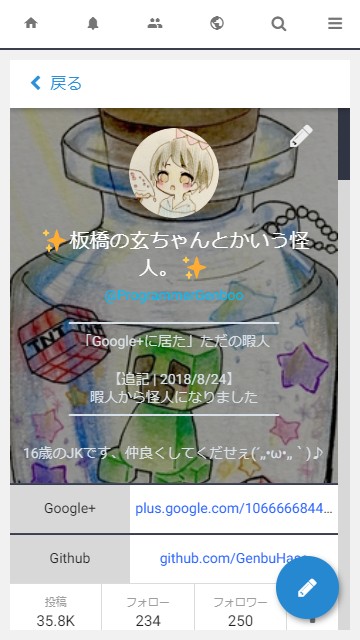 戻る
✨板橋の玄ちゃんとかいう怪
人。✨
@ProgrammerGenboo
「Google+に居た」ただの暇人
【追記 | 2018/8/24】
暇人から怪人になりました
16歳のJKです、仲良くしてくだせぇ(´„•ω•„｀)♪
TNT
Google+
plus.google.com/1066666844...
Github
github.com/GenbuHase
投稿
フォロー
フォロワー
35.8K
234
250